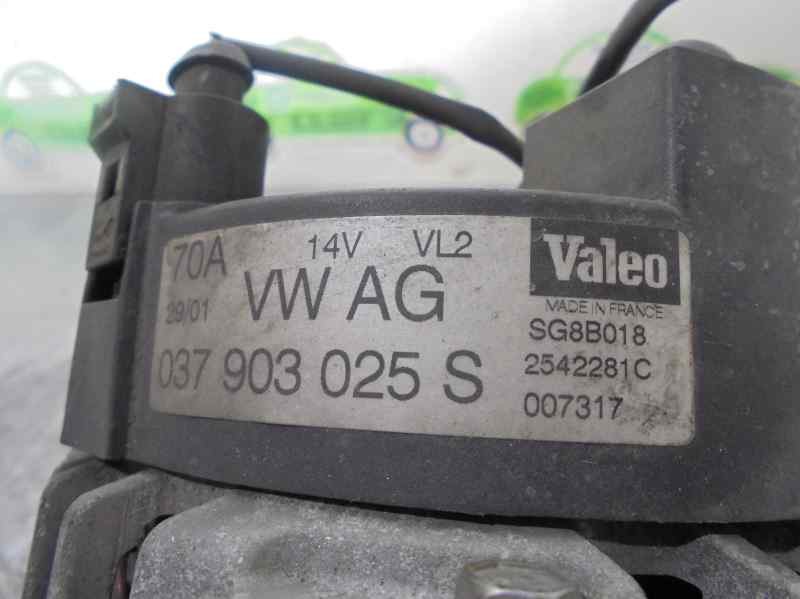 70A 14V VL2
29/01 VW AG
037 903 025 S
Valeo
MADE IN FRANCE
SG8B018
2542281C
007317